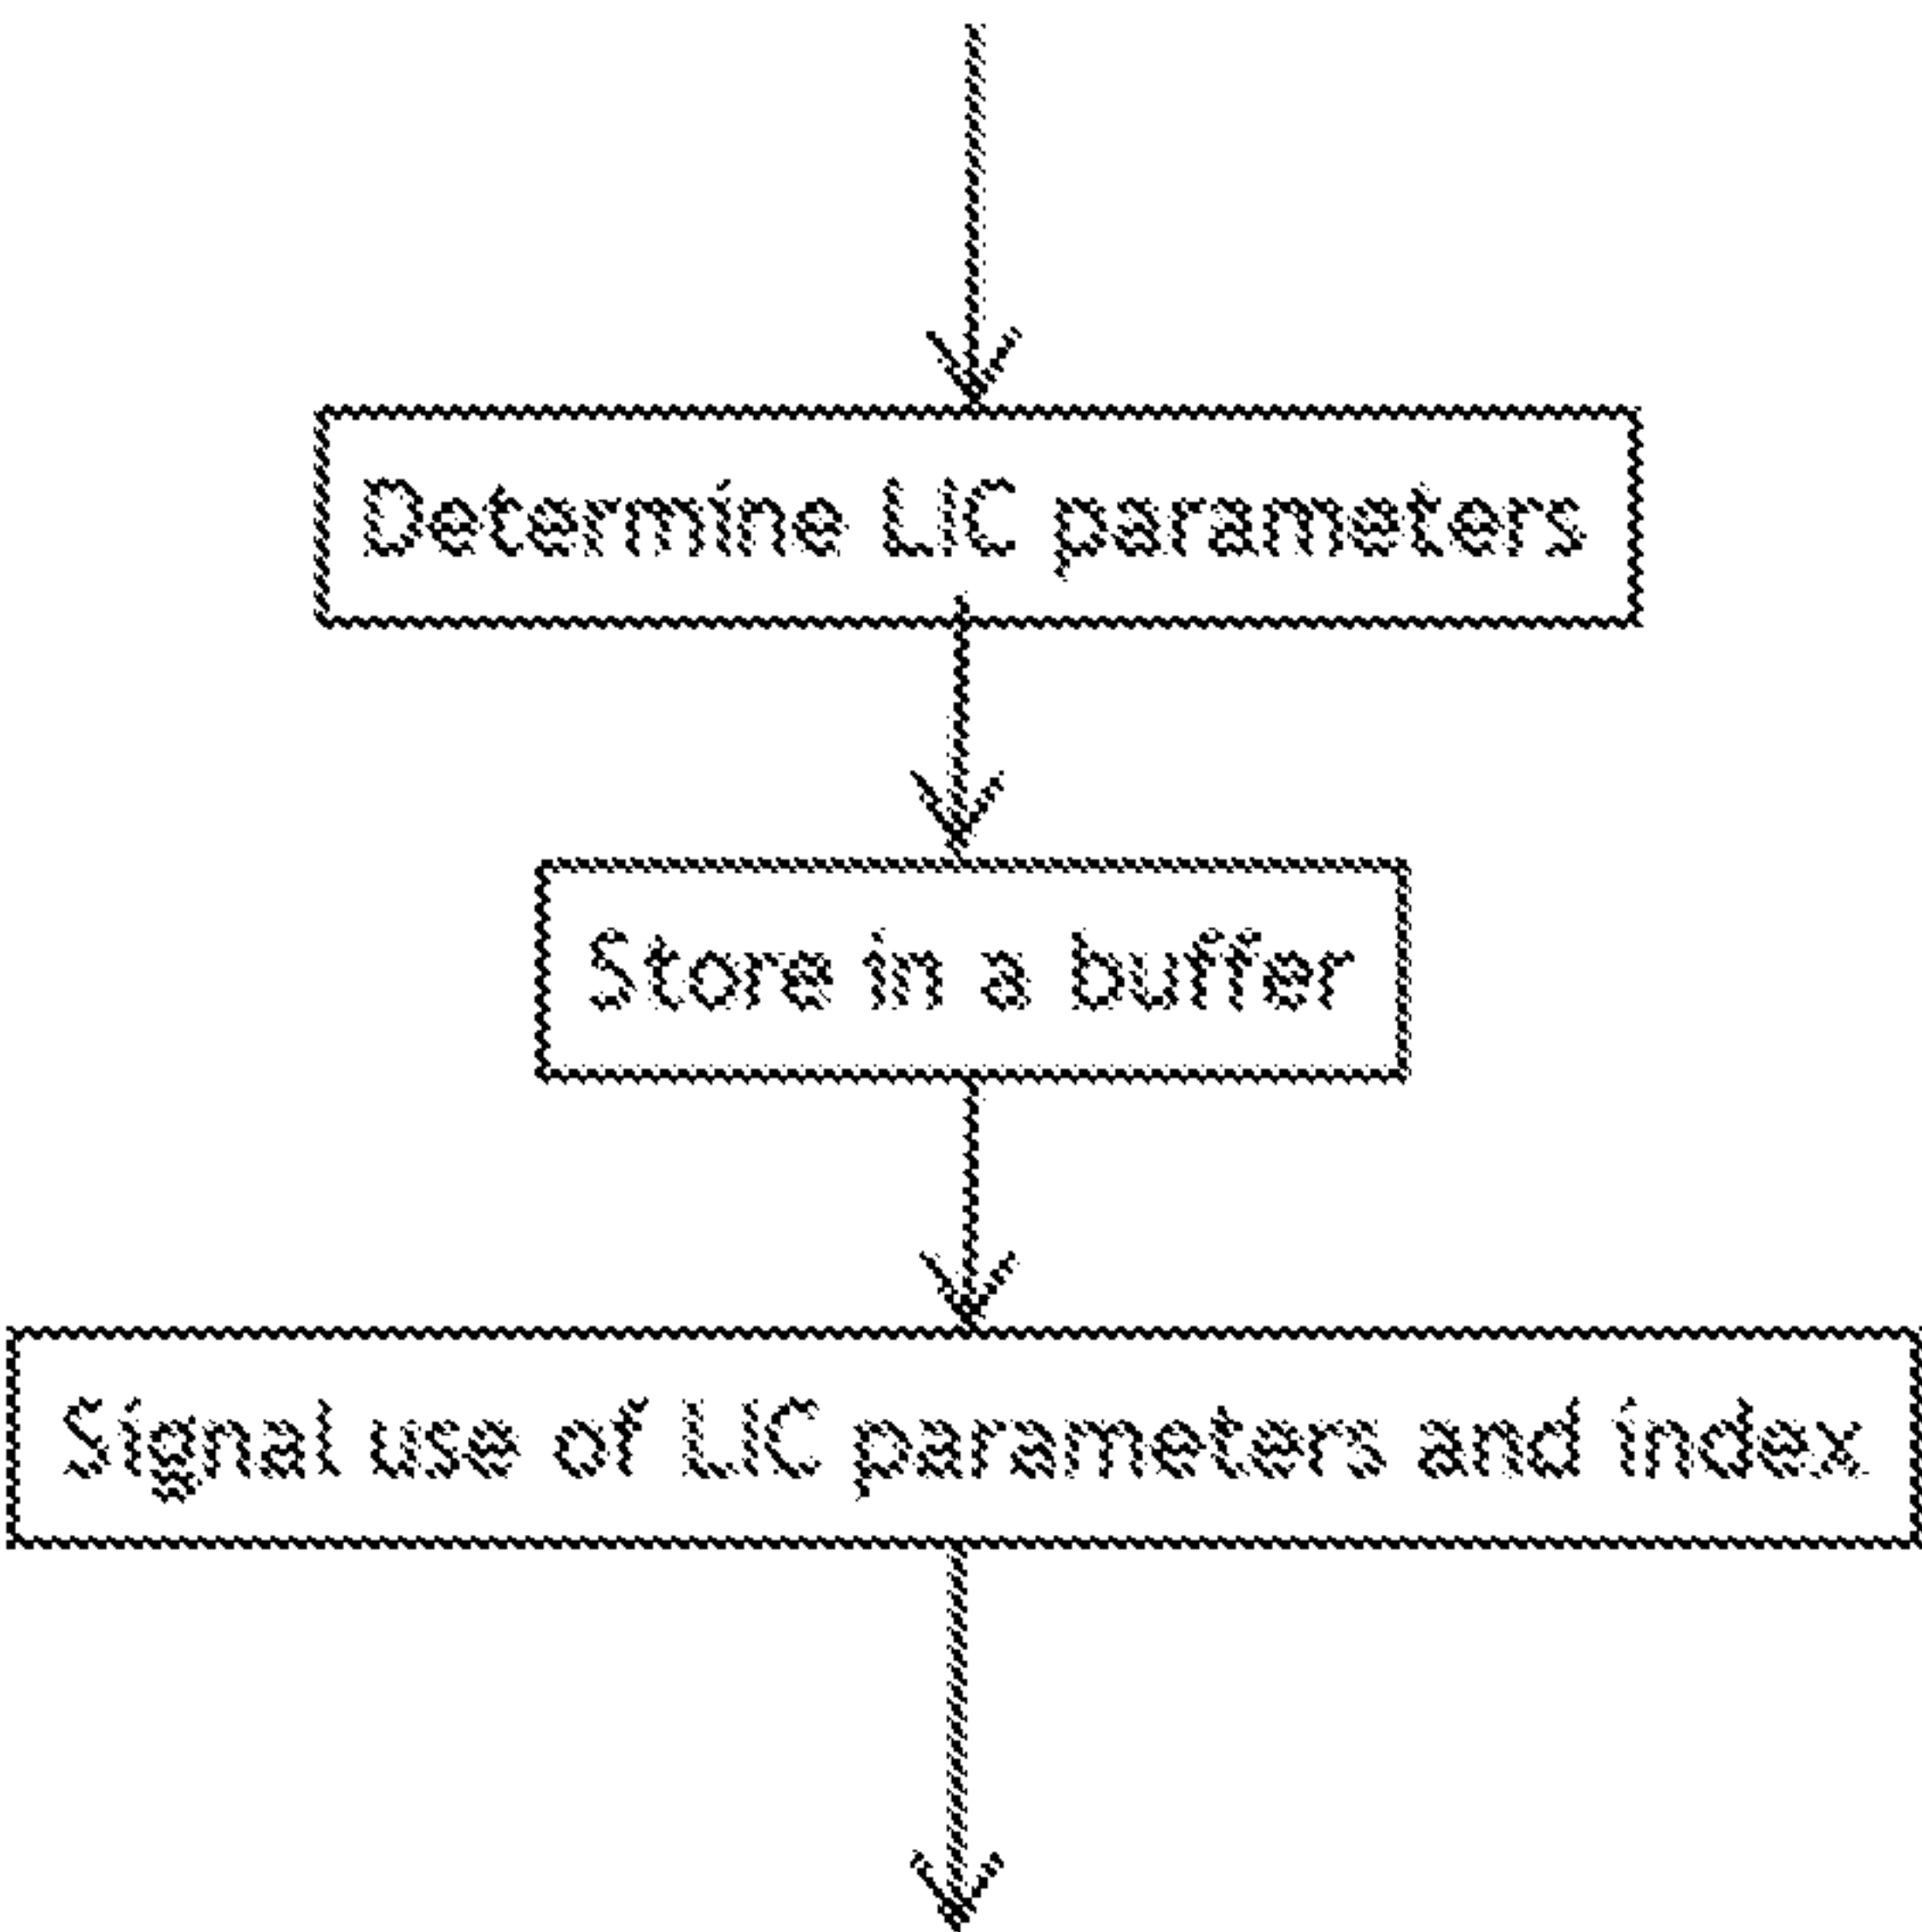 Determine LIC parameters
Store in a buffer
Signal use of LIC parameters and index